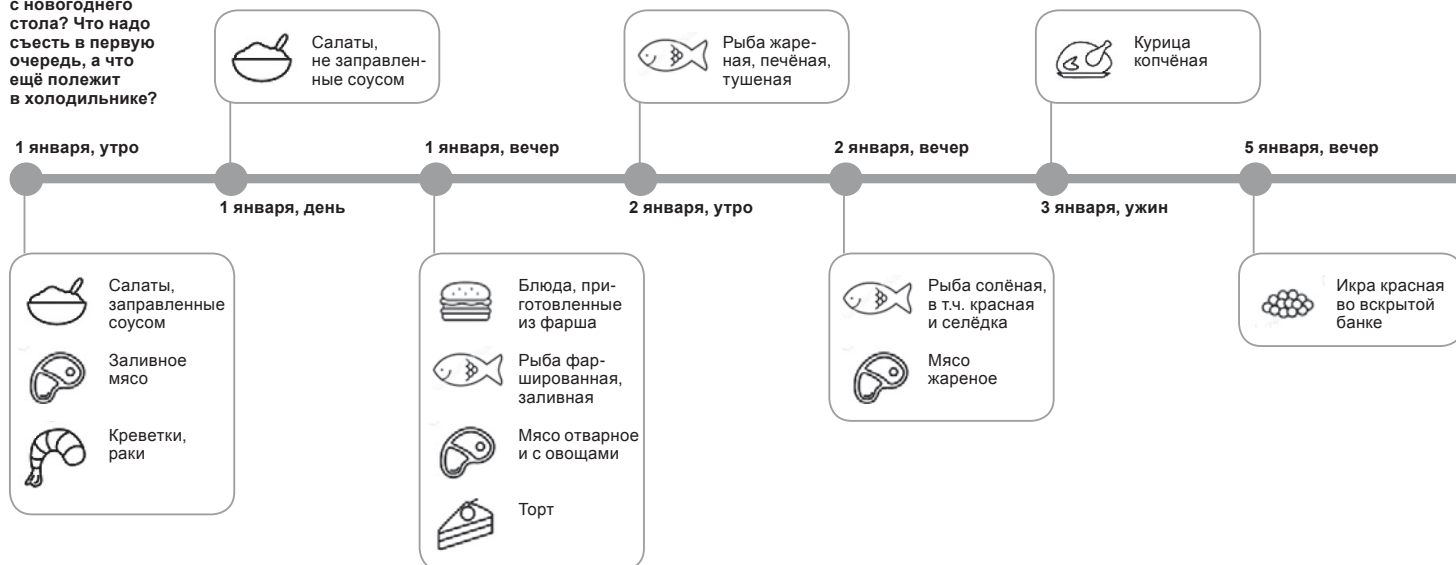 с новогоднего
стола? Что надо
съесть в первую
очередь, а что
ещё полежит
в холодильнике?
Салаты,
не заправлен-
ные соусом
Рыба жаре-
ная, печёная,
тушеная
Курица
копчёная
1 января, утро
1 января, вечер
2 января, вечер
5 января, вечер
1 января, день
2 января, утро
3 января, ужин
Салаты,
заправленные
соусом
Заливное
мясо
Креветки,
раки
Блюда, при-
готовленные
из фарша
Рыба фар-
шированная,
заливная
Мясо отварное
и с овощами
Торт
Рыба солёная,
в т.ч. красная
и селёдка
Мясо
жареное
Икра красная
во вскрытой
банке